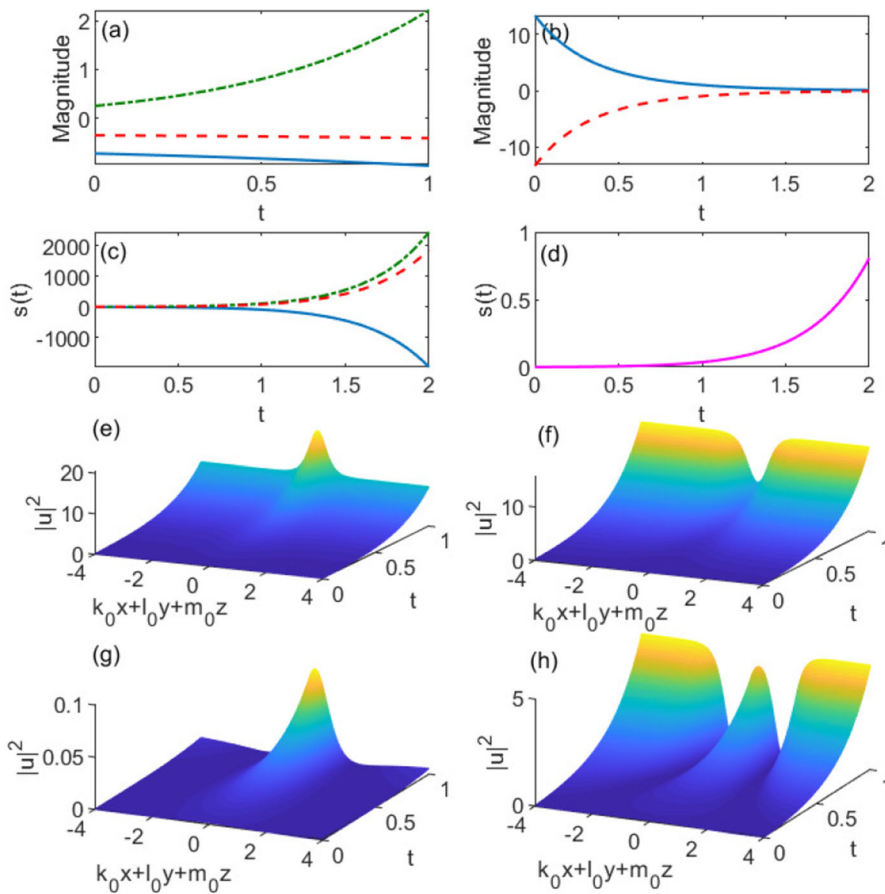 (a)
Magnitude
2
1
0
0
0.5
1
t
(b)
Magnitude
10
0
-10
0
0.5
1
1.5
2
t
(c)
s(t)
2000
1000
0
-1000
0
0.5
1
1.5
2
t
(d)
s(t)
1
0.5
0
0
0.5
1
1.5
2
t
(e)
|u|²
20
10
0
-4
-2
0
2
4
k₀x+l₀y+m₀z
0
0.5
1
t
(f)
|u|²
10
0
-4
-2
0
2
4
k₀x+l₀y+m₀z
0
0.5
t
(g)
|u|²
0.1
0.05
0
-4
-2
0
2
4
k₀x+l₀y+m₀z
0
0.5
1
t
(h)
|u|²
5
0
-4
-2
0
2
4
k₀x+l₀y+m₀z
0
0.5
1
t